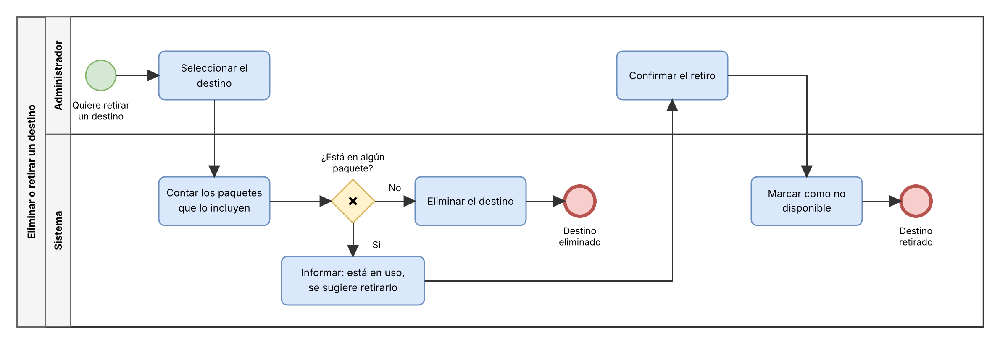 Eliminar o retirar un destino
Administrador
Quiere retirar
un destino
Seleccionar el
destino
Confirmar el retiro
Sistema
Contar los paquetes
que lo incluyen
¿Está en algún
paquete?
No
Eliminar el destino
Destino
eliminado
Sí
Informar: está en uso,
se sugiere retirarlo
Marcar como no
disponible
Destino
retirado